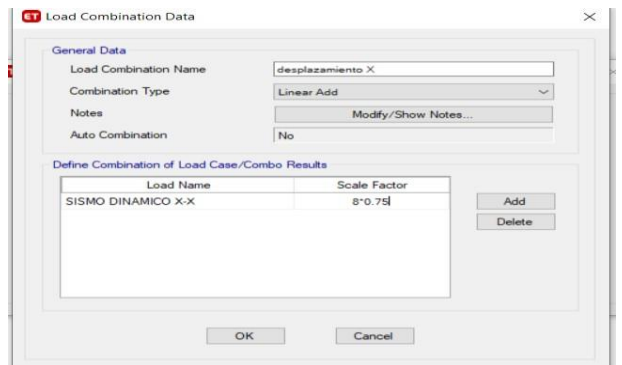 ET Load Combination Data
General Data
Load Combination Name desplazamiento X
Combination Type Linear Add
Notes Modify/Show Notes...
Auto Combination No
Define Combination of Load Case/Combo Results
Load Name Scale Factor
SISMO DINAMICO X-X 8*0.75
Add
Delete
OK Cancel